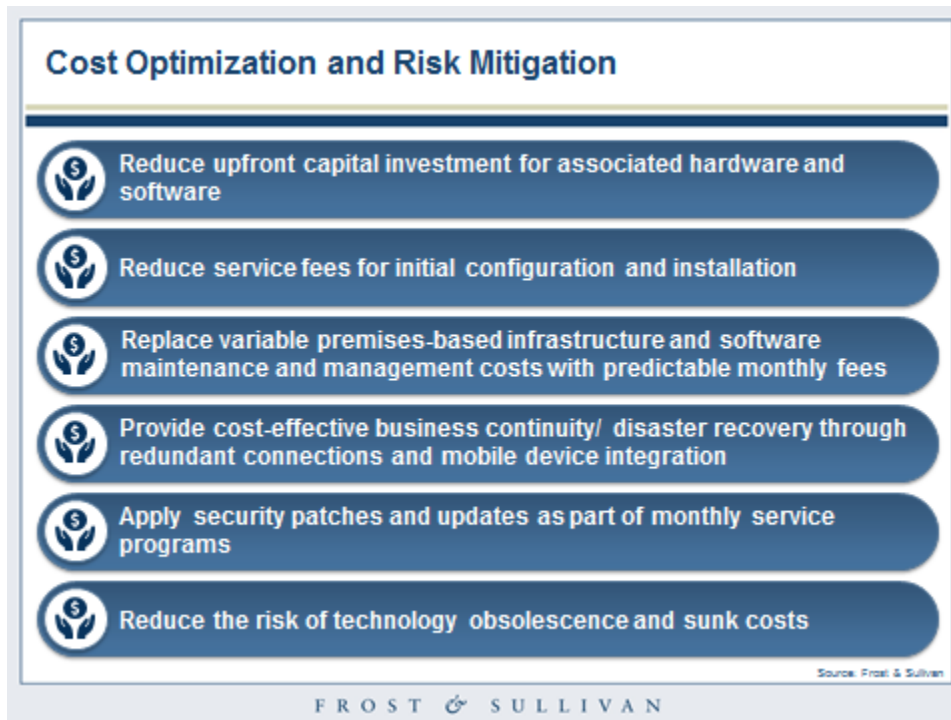 Cost Optimization and Risk Mitigation
$
Reduce upfront capital investment for associated hardware and
software
$
Reduce service fees for initial configuration and installation
$
Replace variable premises-based infrastructure and software
maintenance and management costs with predictable monthly fees
$
Provide cost-effective business continuity/ disaster recovery through
redundant connections and mobile device integration
$
Apply security patches and updates as part of monthly service
programs
$
Reduce the risk of technology obsolescence and sunk costs
Source: Frost & Sullivan
FROST & SULLIVAN